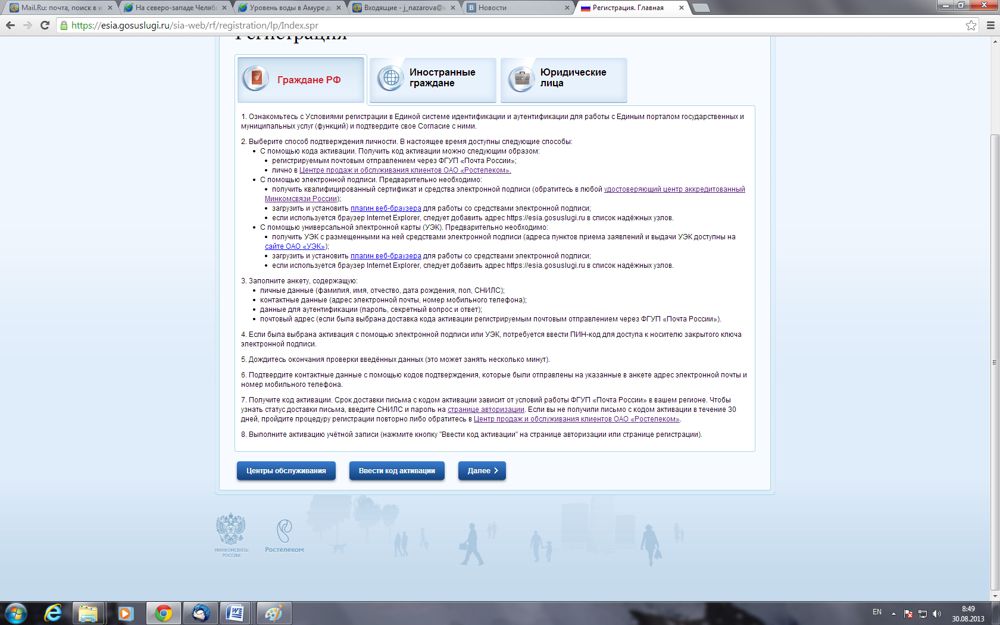 Mail.Ru: почта, поиск в и
На северо-западе Челяб
Уровень воды в Амуре д
Входящие - j_nazarova@i
Новости
Регистрация. Главная
https://esia.gosuslugi.ru/sia-web/rf/registration/lp/Index.spr
Регистрация
Граждане РФ
Иностранные
граждане
Юридические
лица
1. Ознакомьтесь с Условиями регистрации в Единой системе идентификации и аутентификации для работы с Единым порталом государственных и
муниципальных услуг (функций) и подтвердите свое Согласие с ними.
2. Выберите способ подтверждения личности. В настоящее время доступны следующие способы:
• С помощью кода активации. Получить код активации можно следующим образом:
• регистрируемым почтовым отправлением через ФГУП «Почта России»;
• лично в Центре продаж и обслуживания клиентов ОАО «Ростелеком».
• С помощью электронной подписи. Предварительно необходимо:
• получить квалифицированный сертификат и средства электронной подписи (обратитесь в любой удостоверяющий центр аккредитованный
Минкомсвязи России);
• загрузить и установить плагин веб-браузера для работы со средствами электронной подписи;
• если используется браузер Internet Explorer, следует добавить адрес https://esia.gosuslugi.ru в список надёжных узлов.
• С помощью универсальной электронной карты (УЭК). Предварительно необходимо:
• получить УЭК с размещенными на ней средствами электронной подписи (адреса пунктов приема заявлений и выдачи УЭК доступны на
сайте ОАО «УЭК»);
• загрузить и установить плагин веб-браузера для работы со средствами электронной подписи;
• если используется браузер Internet Explorer, следует добавить адрес https://esia.gosuslugi.ru в список надёжных узлов.
3. Заполните анкету, содержащую:
• личные данные (фамилия, имя, отчество, дата рождения, пол, СНИЛС);
• контактные данные (адрес электронной почты, номер мобильного телефона);
• данные для аутентификации (пароль, секретный вопрос и ответ);
• почтовый адрес (если была выбрана доставка кода активации регистрируемым почтовым отправлением через ФГУП «Почта России»).
4. Если была выбрана активация с помощью электронной подписи или УЭК, потребуется ввести ПИН-код для доступа к носителю закрытого ключа
электронной подписи.
5. Дождитесь окончания проверки введённых данных (это может занять несколько минут).
6. Подтвердите контактные данные с помощью кодов подтверждения, которые были отправлены на указанные в анкете адрес электронной почты и
номер мобильного телефона.
7. Получите код активации. Срок доставки письма с кодом активации зависит от условий работы ФГУП «Почта России» в вашем регионе. Чтобы
узнать статус доставки письма, введите СНИЛС и пароль на странице авторизации. Если вы не получили письмо с кодом активации в течение 30
дней, пройдите процедуру регистрации повторно либо обратитесь в Центр продаж и обслуживания клиентов ОАО «Ростелеком».
8. Выполните активацию учётной записи (нажмите кнопку "Ввести код активации" на странице авторизации или странице регистрации).
Центры обслуживания
Ввести код активации
Далее
МИНКОМСВЯЗЬ
РОССИИ
Ростелеком
EN
8:49
30.08.2013